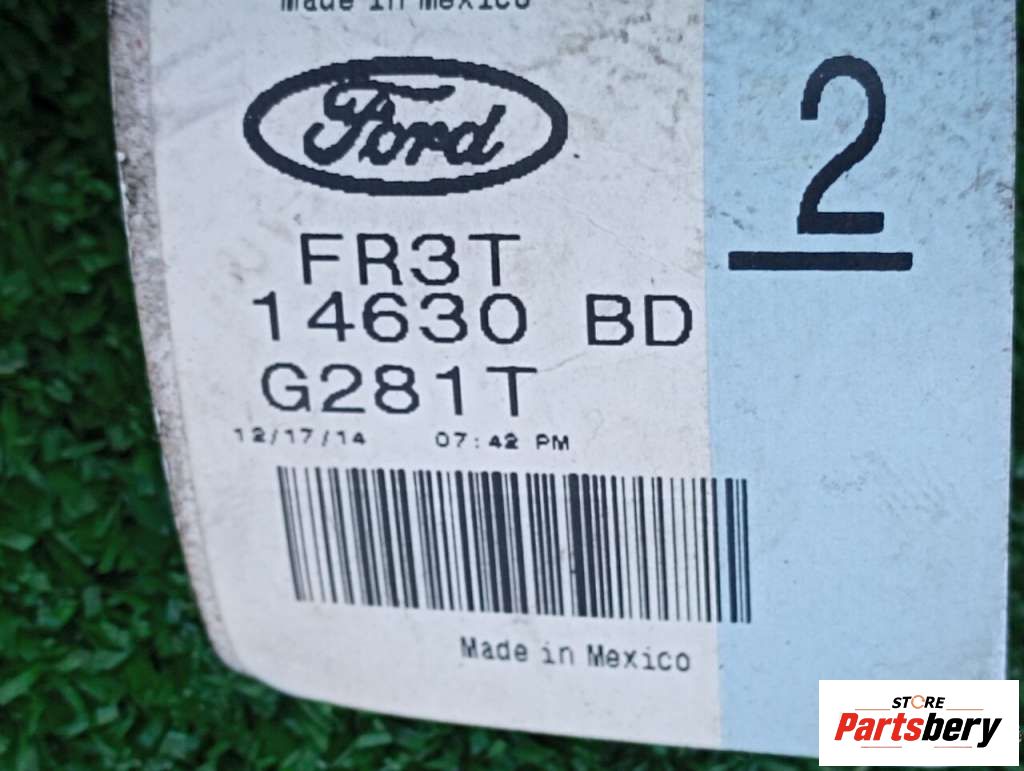 made in mexico
Ford
2
FR3T
14630 BD
G281T
12/17/14 07:42 PM
Made in Mexico
STORE
Partsbery